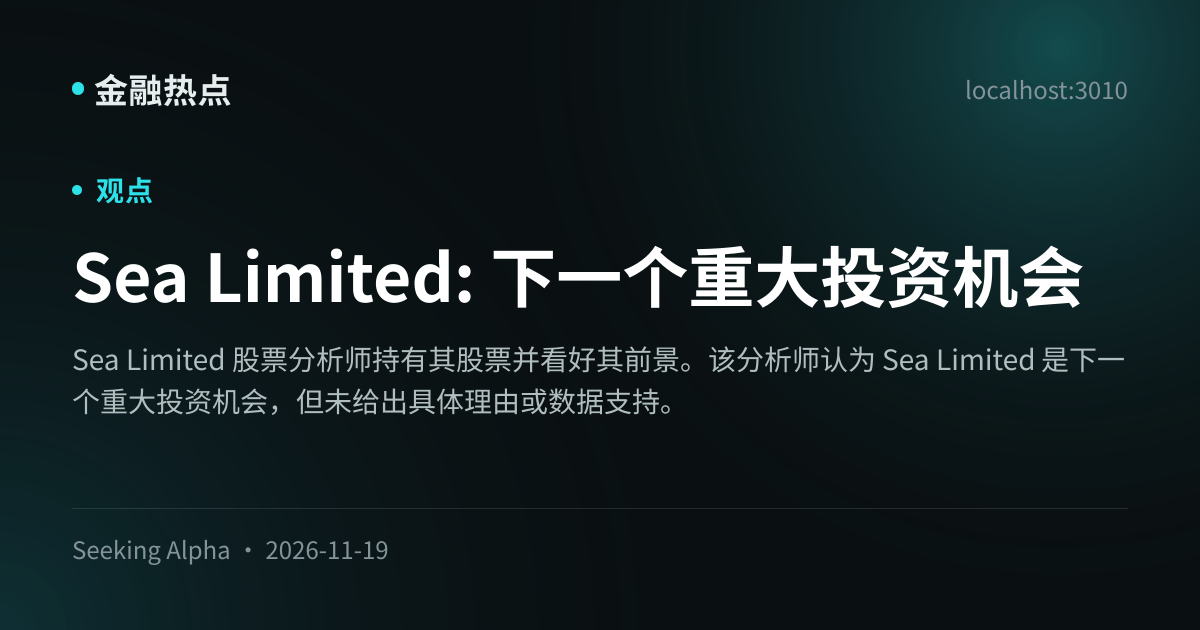 金融热点
localhost:3010
观点
Sea Limited: 下一个重大投资机会
Sea Limited 股票分析师持有其股票并看好其前景。该分析师认为 Sea Limited 是下一
个重大投资机会，但未给出具体理由或数据支持。
Seeking Alpha · 2026-11-19